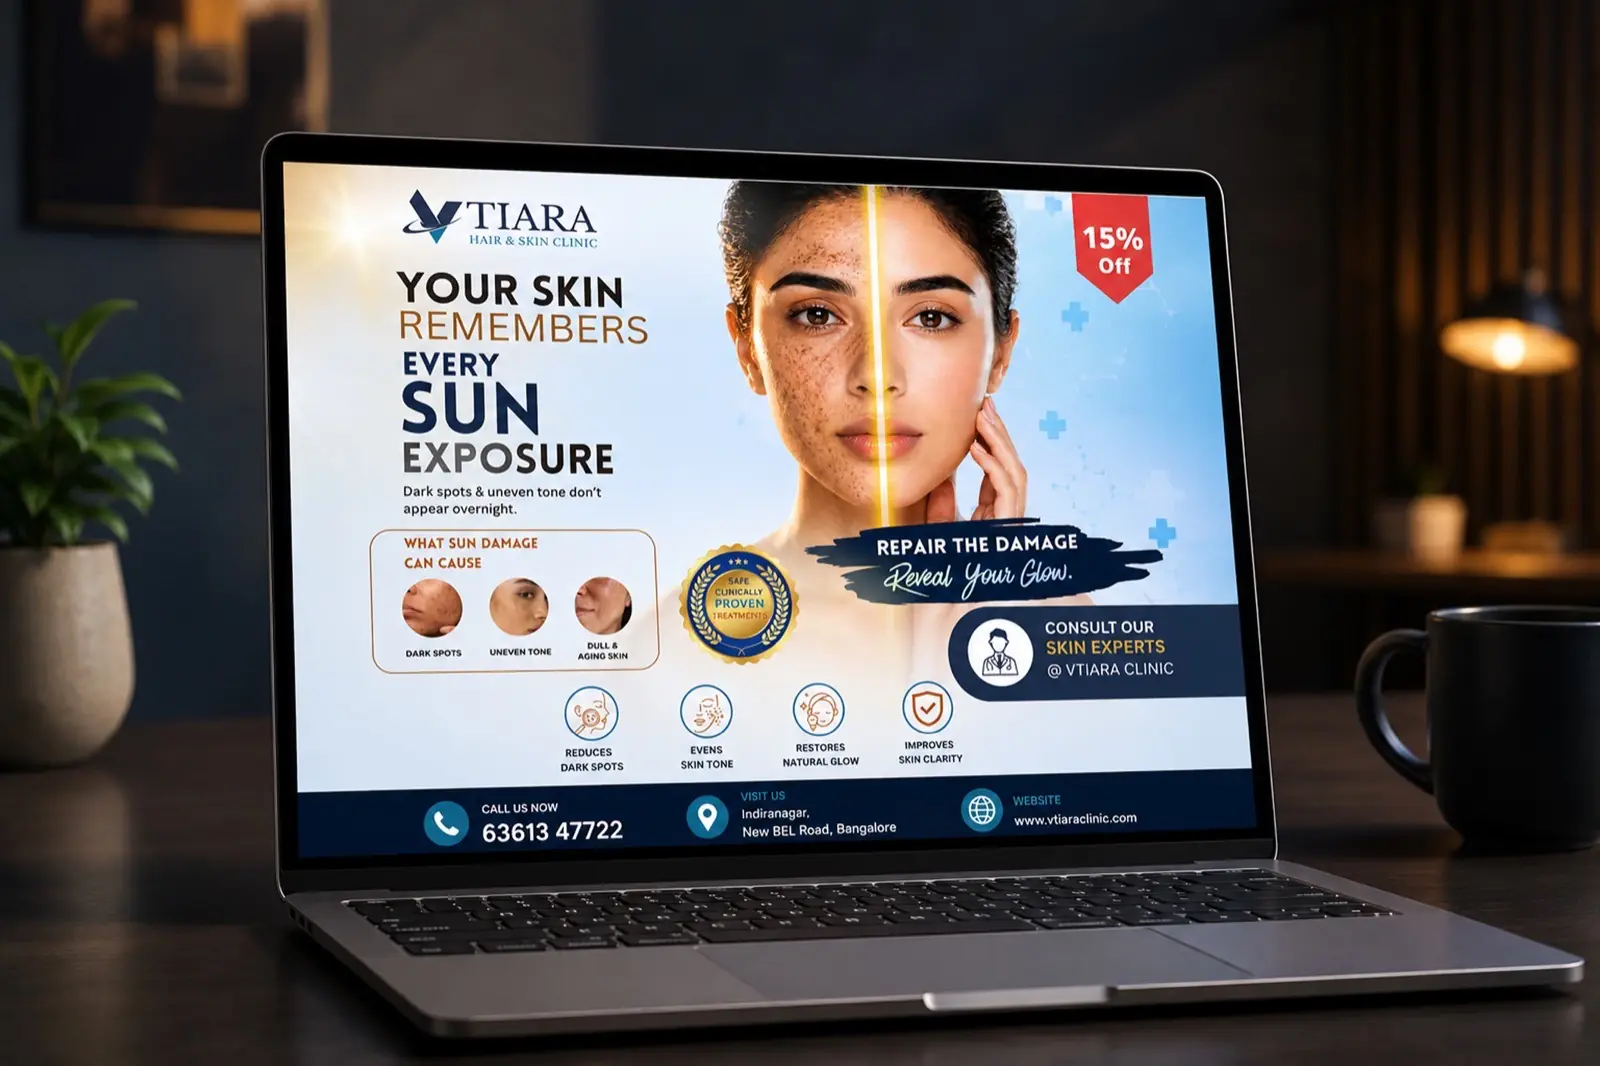 VTIARA
HAIR & SKIN CLINIC
YOUR SKIN
REMEMBERS
EVERY
SUN
EXPOSURE
Dark spots & uneven tone don't
appear overnight.
WHAT SUN DAMAGE
CAN CAUSE
DARK SPOTS
UNEVEN TONE
DULL &
AGING SKIN
15%
Off
SAFE
CLINICALLY
PROVEN
TREATMENTS
REPAIR THE DAMAGE
Reveal Your Glow.
CONSULT OUR
SKIN EXPERTS
@ VTIARA CLINIC
REDUCES
DARK SPOTS
EVENS
SKIN TONE
RESTORES
NATURAL GLOW
IMPROVES
SKIN CLARITY
CALL US NOW
63613 47722
VISIT US
Indiranagar,
New BEL Road, Bangalore
WEBSITE
www.vtiaraclinic.com